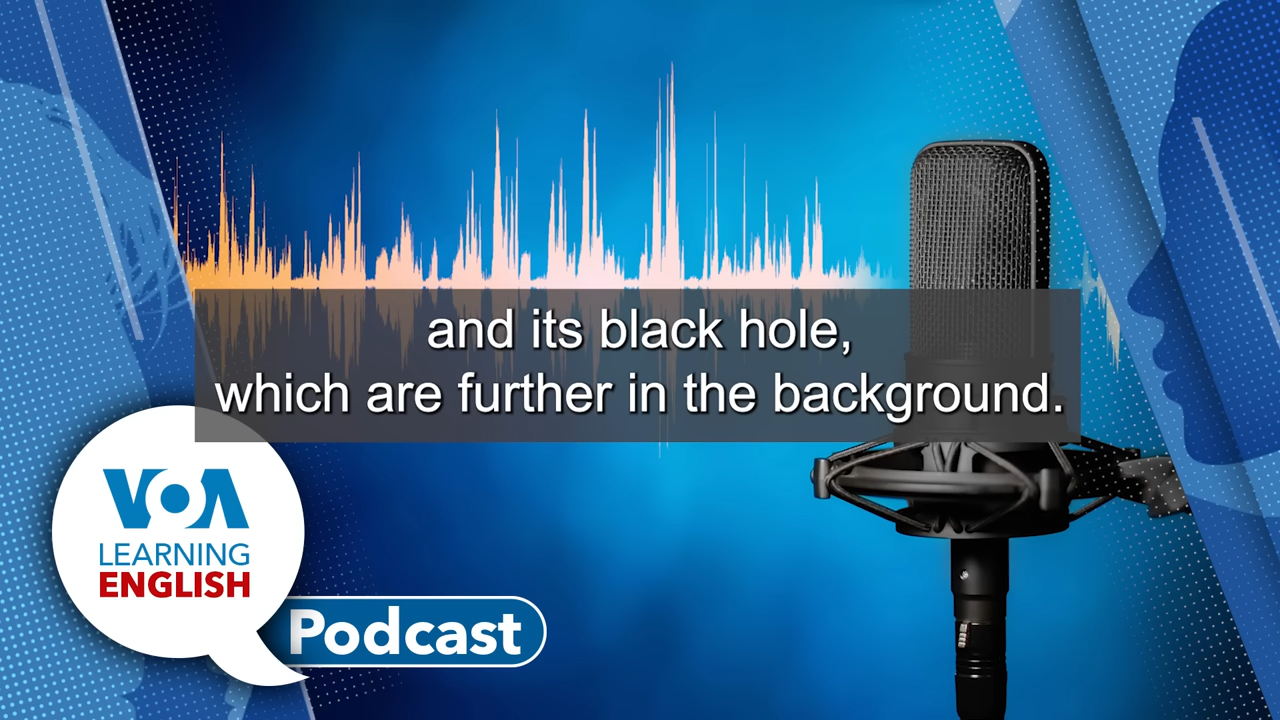 and its black hole,
which are further in the background.
VOA
LEARNING
ENGLISH
Podcast